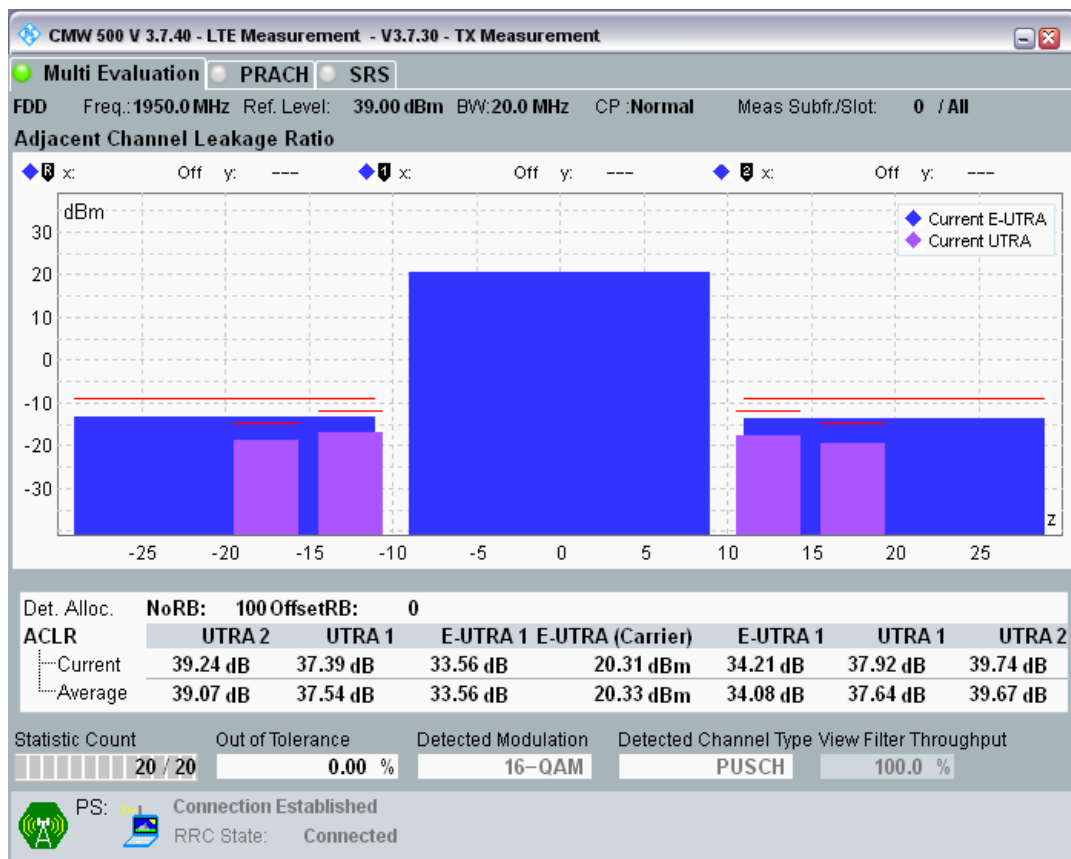 CMW 500 V 3.7.40 - LTE Measurement - V3.7.30 - TX Measurement
Multi Evaluation PRACH SRS
FDD Freq.:1950.0 MHz Ref. Level: 39.00 dBm BW:20.0 MHz CP :Normal Meas Subfr./Slot: 0 / All
Adjacent Channel Leakage Ratio
R x: Off y: --- 1 x: Off y: --- 2 x: Off y: ---
dBm
Current E-UTRA
Current UTRA
30
20
10
0
-10
-20
-30
z
-25 -20 -15 -10 -5 0 5 10 15 20 25
Det. Alloc. NoRB: 100 OffsetRB: 0
ACLR UTRA 2 UTRA 1 E-UTRA 1 E-UTRA (Carrier) E-UTRA 1 UTRA 1 UTRA 2
Current 39.24 dB 37.39 dB 33.56 dB 20.31 dBm 34.21 dB 37.92 dB 39.74 dB
Average 39.07 dB 37.54 dB 33.56 dB 20.33 dBm 34.08 dB 37.64 dB 39.67 dB
Statistic Count Out of Tolerance Detected Modulation Detected Channel Type View Filter Throughput
20 / 20 0.00 % 16-QAM PUSCH 100.0 %
PS: Connection Established
RRC State: Connected